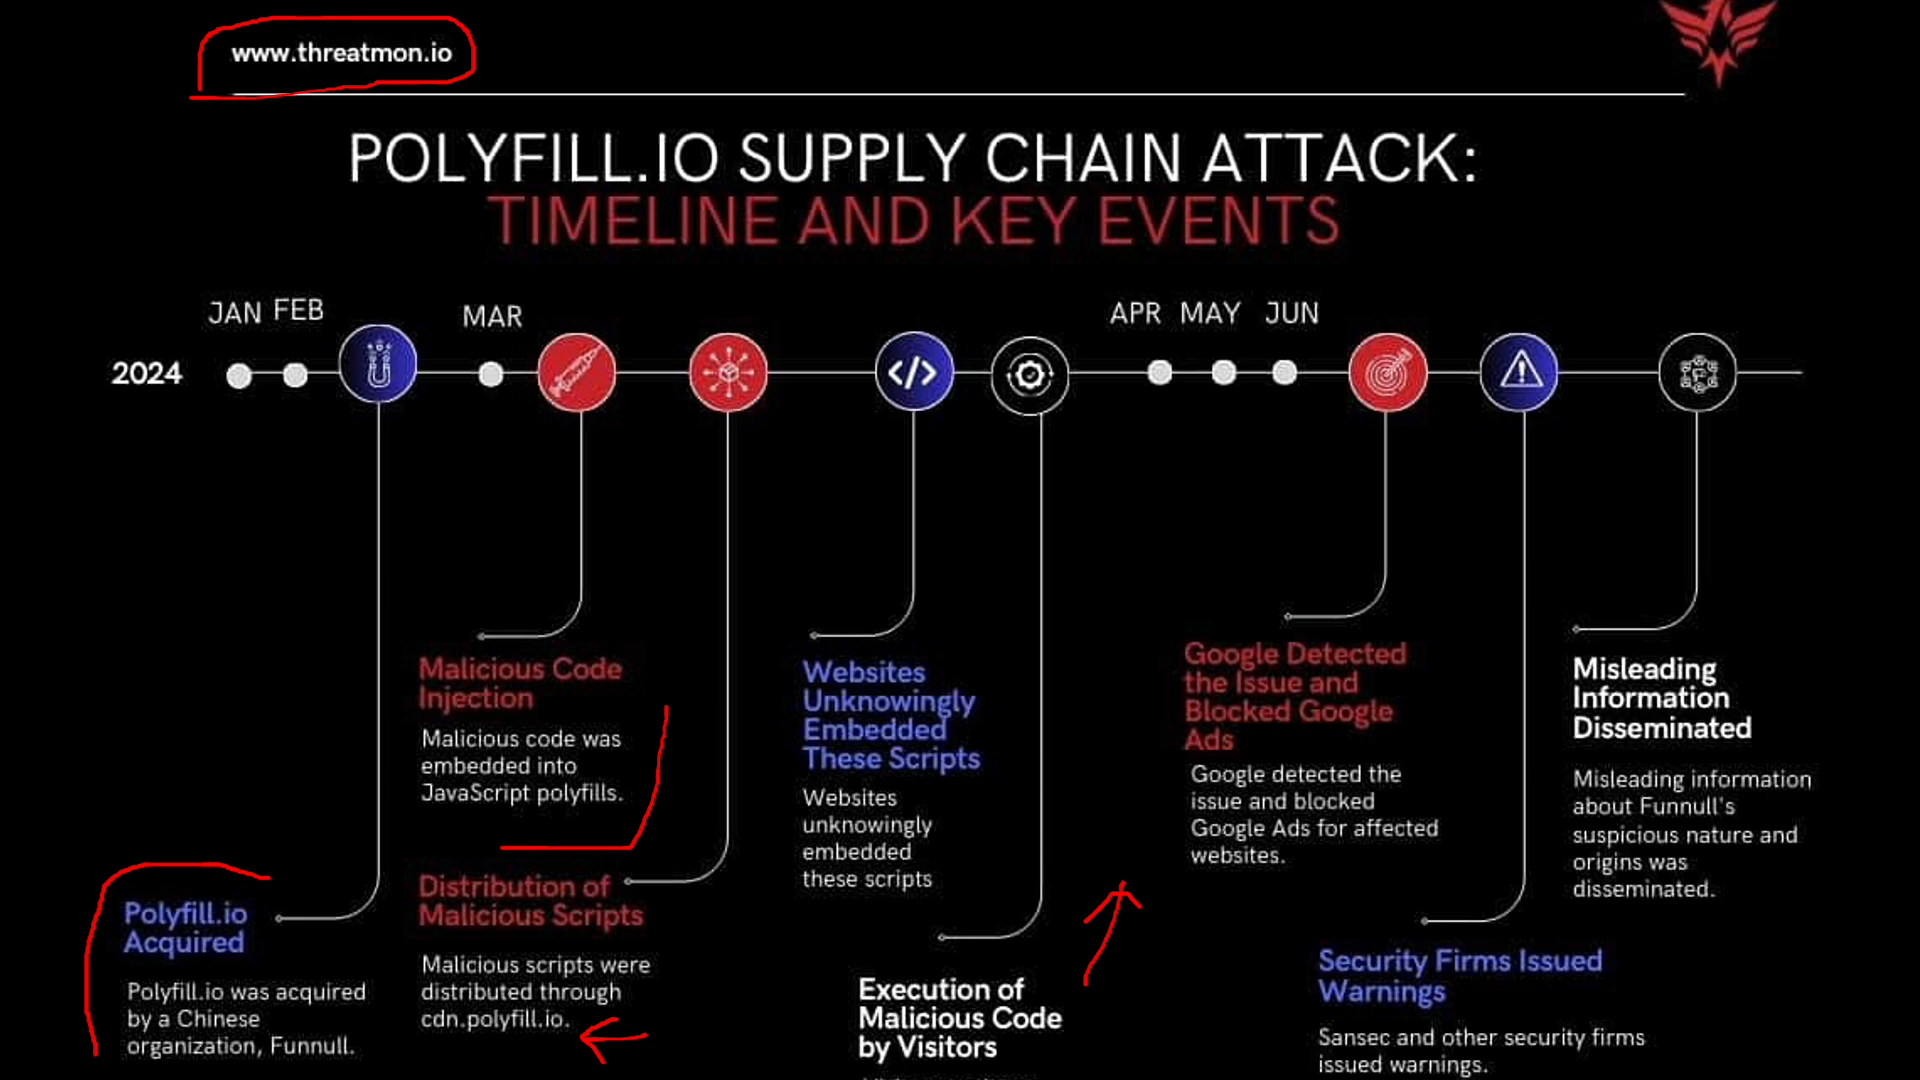 www.threatmon.io
POLYFILL.IO SUPPLY CHAIN ATTACK:
TIMELINE AND KEY EVENTS
JAN FEB MAR APR MAY JUN
2024
Polyfill.io
Acquired
Polyfill.io was acquired
by a Chinese
organization, Funnull.
Malicious Code
Injection
Malicious code was
embedded into
JavaScript polyfills.
Distribution of
Malicious Scripts
Malicious scripts were
distributed through
cdn.polyfill.io.
Websites
Unknowingly
Embedded
These Scripts
Websites
unknowingly
embedded
these scripts
Execution of
Malicious Code
by Visitors
Google Detected
the Issue and
Blocked Google
Ads
Google detected the
issue and blocked
Google Ads for affected
websites.
Security Firms Issued
Warnings
Sansec and other security firms
issued warnings.
Misleading
Information
Disseminated
Misleading information
about Funnull's
suspicious nature and
origins was
disseminated.